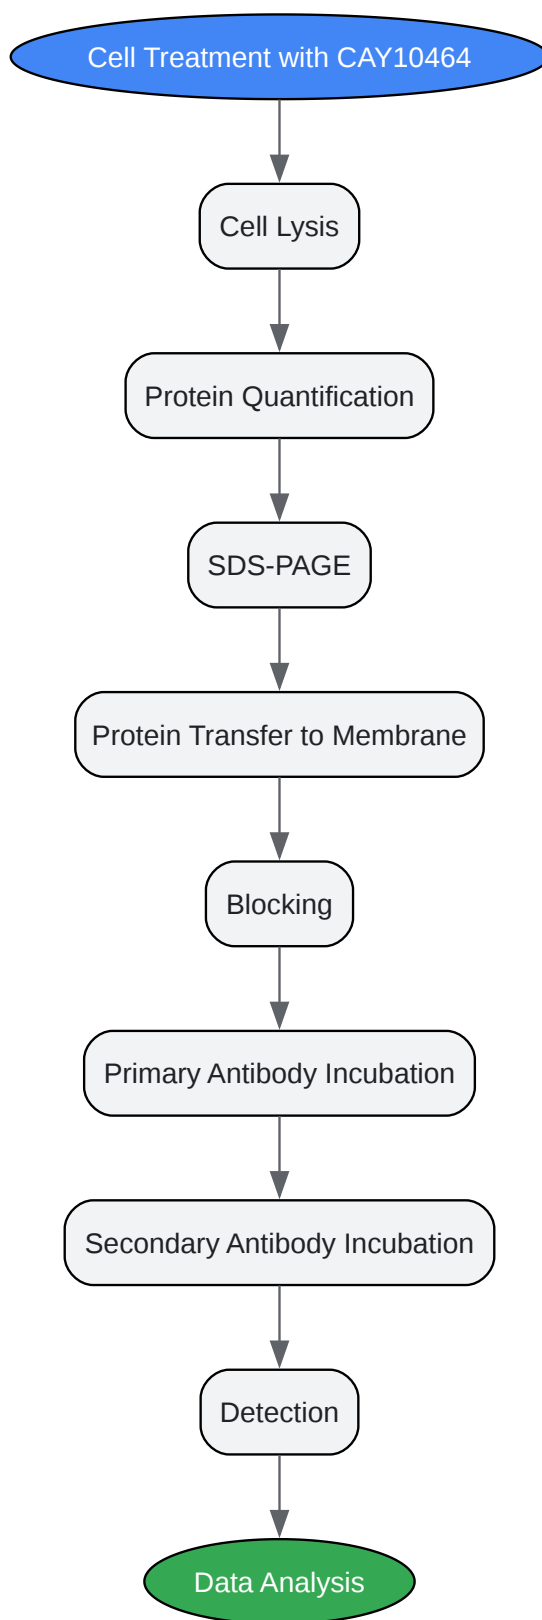 Cell Treatment with CAY10464
Cell Lysis
Protein Quantification
SDS-PAGE
Protein Transfer to Membrane
Blocking
Primary Antibody Incubation
Secondary Antibody Incubation
Detection
Data Analysis